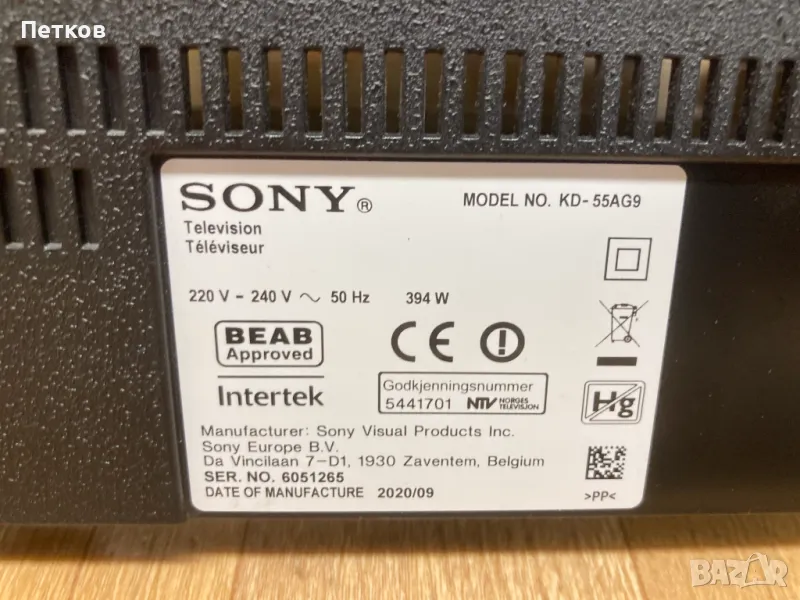 Петков
SONY®
MODEL NO. KD-55AG9
Television
Téléviseur
220 V - 240 V ~ 50 Hz 394 W
BEAB
Approved
Intertek
CE
Godkjenningsnummer
5441701 NTV NORGES TELEVISJON
Hg
Manufacturer: Sony Visual Products Inc.
Sony Europe B.V.
Da Vincilaan 7-D1, 1930 Zaventem, Belgium
SER. NO. 6051265
DATE OF MANUFACTURE 2020/09
>PP<
BAZAR